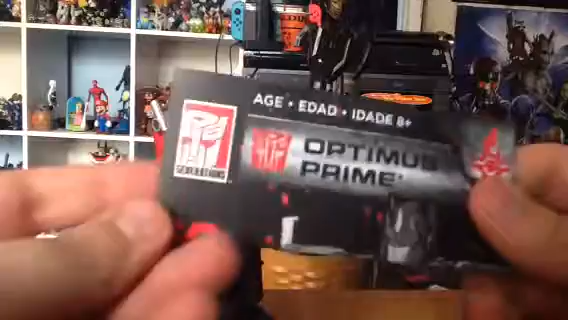 AGE • EDAD • IDADE 8+
GENERATIONS
OPTIMUS
PRIME